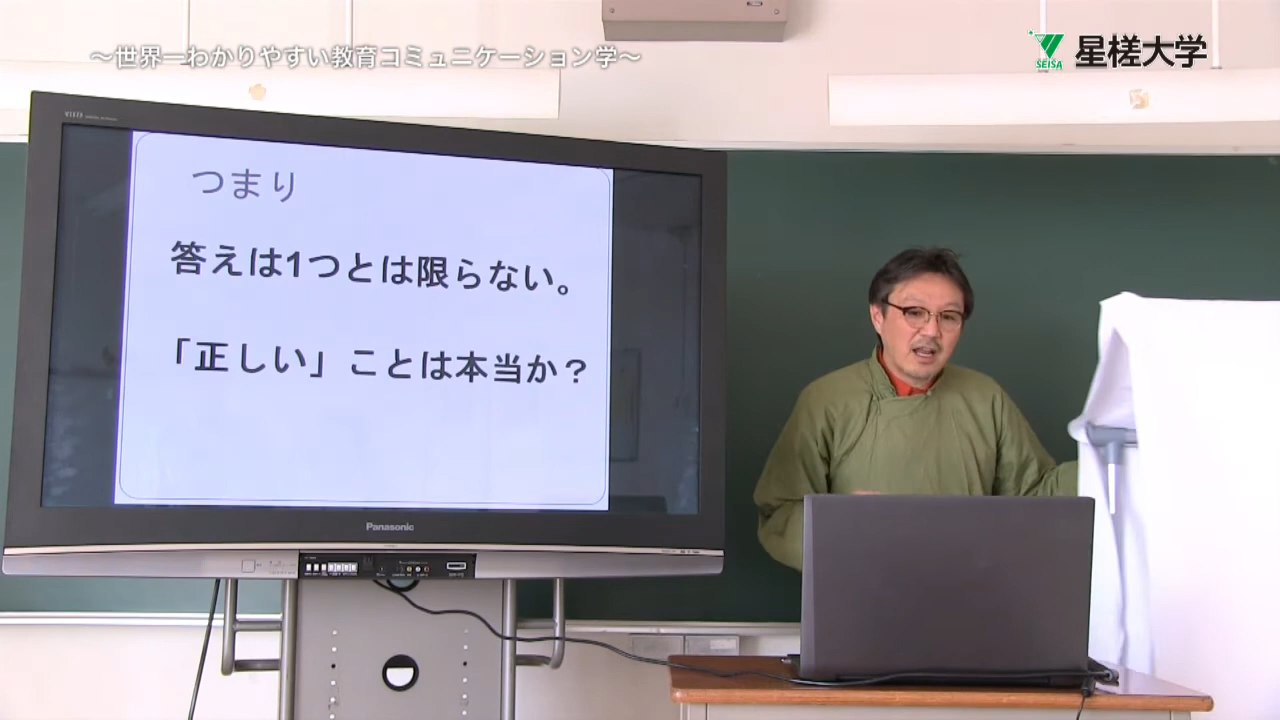 ～世界一わかりやすい教育コミュニケーション学～
SEISA
星槎大学
つまり
答えは1つとは限らない。
「正しい」ことは本当か？
Panasonic